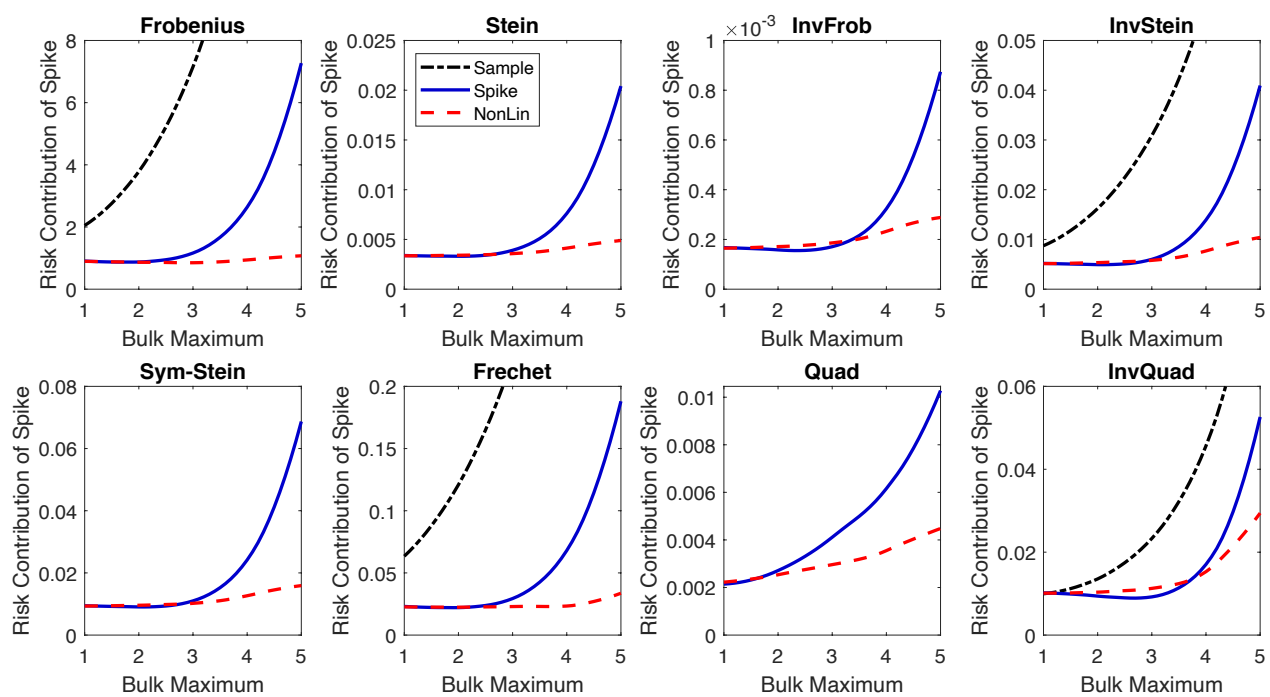 Frobenius
Risk Contribution of Spike
8
6
4
2
0
1 2 3 4 5
Bulk Maximum
Stein
0.025
0.02
0.015
0.01
0.005
0
Sample
Spike
NonLin
1 2 3 4 5
Bulk Maximum
Risk Contribution of Spike
InvFrob
×10⁻³
1
0.8
0.6
0.4
0.2
0
1 2 3 4 5
Bulk Maximum
Risk Contribution of Spike
InvStein
0.05
0.04
0.03
0.02
0.01
0
1 2 3 4 5
Bulk Maximum
Risk Contribution of Spike
Sym-Stein
0.08
0.06
0.04
0.02
0
1 2 3 4 5
Bulk Maximum
Risk Contribution of Spike
Frechet
0.2
0.15
0.1
0.05
0
1 2 3 4 5
Bulk Maximum
Risk Contribution of Spike
Quad
0.01
0.008
0.006
0.004
0.002
0
1 2 3 4 5
Bulk Maximum
Risk Contribution of Spike
InvQuad
0.06
0.04
0.02
0
1 2 3 4 5
Bulk Maximum
Risk Contribution of Spike